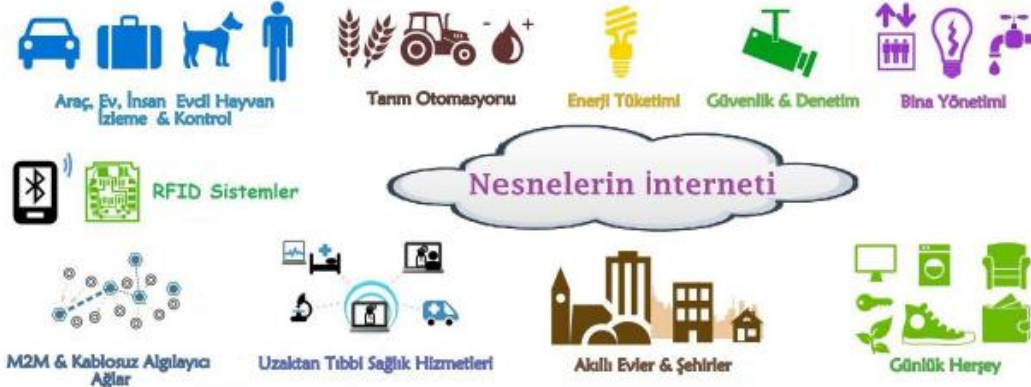 Araç, Ev, İnsan Evcil Hayvan
İzleme & Kontrol
Tarım Otomasyonu
Enerji Tüketimi
Güvenlik & Denetim
Bina Yönetimi
RFID Sistemler
Nesnelerin interneti
M2M & Kablosuz Algılayıcı
Ağlar
Uzaktan Tıbbi Sağlık Hizmetleri
Akıllı Evler & Şehirler
Günlük Herşey